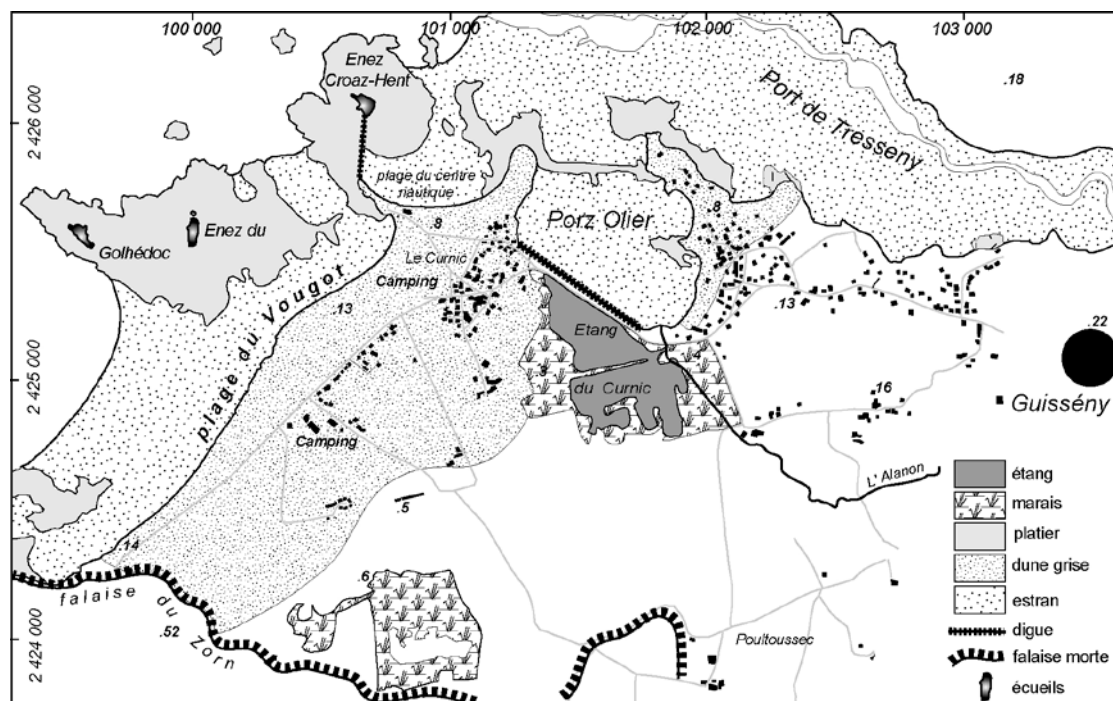 100 000
101 000
102 000
103 000
2 426 000
2 425 000
2 424 000
Enez
Croaz-Hent
.18
Port de Tresseny
plage du centre
nautique
8
Porz Olier
8
Golhédoc
Enez du
Le Curnic
Camping
.13
.13
plage du Vougot
Etang
du Curnic
22
16
Guissény
Camping
L' Alanon
.5
.14
.6
falaise du Zorn
.52
Poultoussec
étang
marais
platier
dune grise
estran
digue
falaise morte
écueils